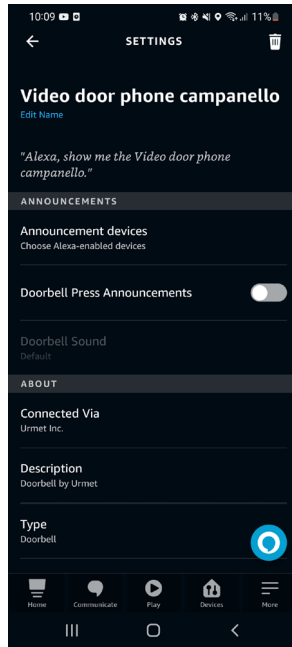 10:09 11%
SETTINGS
Video door phone campanello
Edit Name
"Alexa, show me the Video door phone
campanello."
ANNOUNCEMENTS
Announcement devices
Choose Alexa-enabled devices
Doorbell Press Announcements
Doorbell Sound
Default
ABOUT
Connected Via
Urmet Inc.
Description
Doorbell by Urmet
Type
Doorbell
Home Communicate Play Devices More